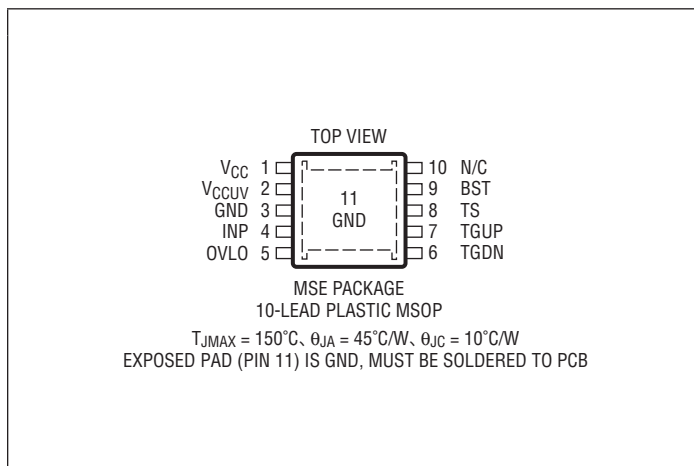 TOP VIEW
VCC 1
VCCUV 2
GND 3
INP 4
OVLO 5
11
GND
10 N/C
9 BST
8 TS
7 TGUP
6 TGDN
MSE PACKAGE
10-LEAD PLASTIC MSOP
TJMAX = 150°C、θJA = 45°C/W、θJC = 10°C/W
EXPOSED PAD (PIN 11) IS GND, MUST BE SOLDERED TO PCB